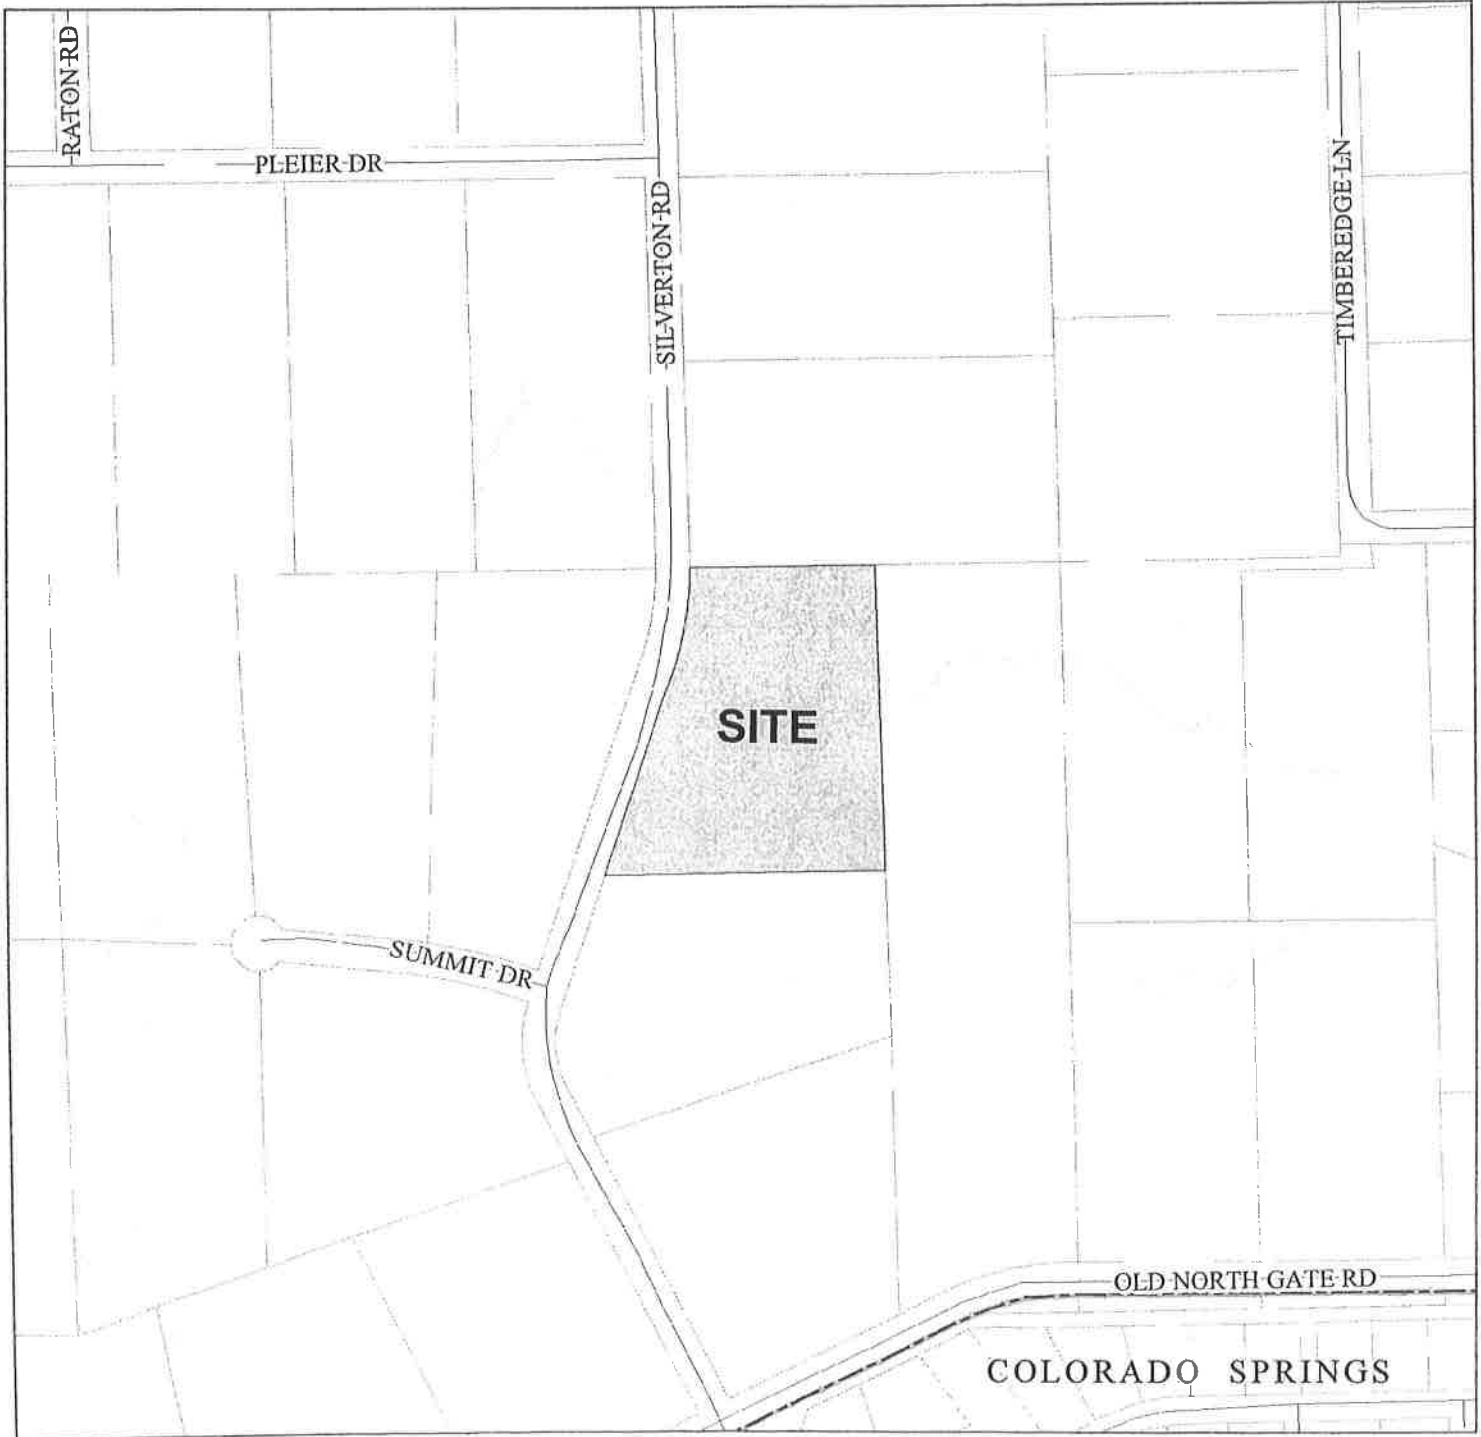 RATON RD
PLEIER DR
SILVERTON RD
TIMBEREDGE LN
SITE
SUMMIT DR
OLD NORTH GATE RD
COLORADO SPRINGS